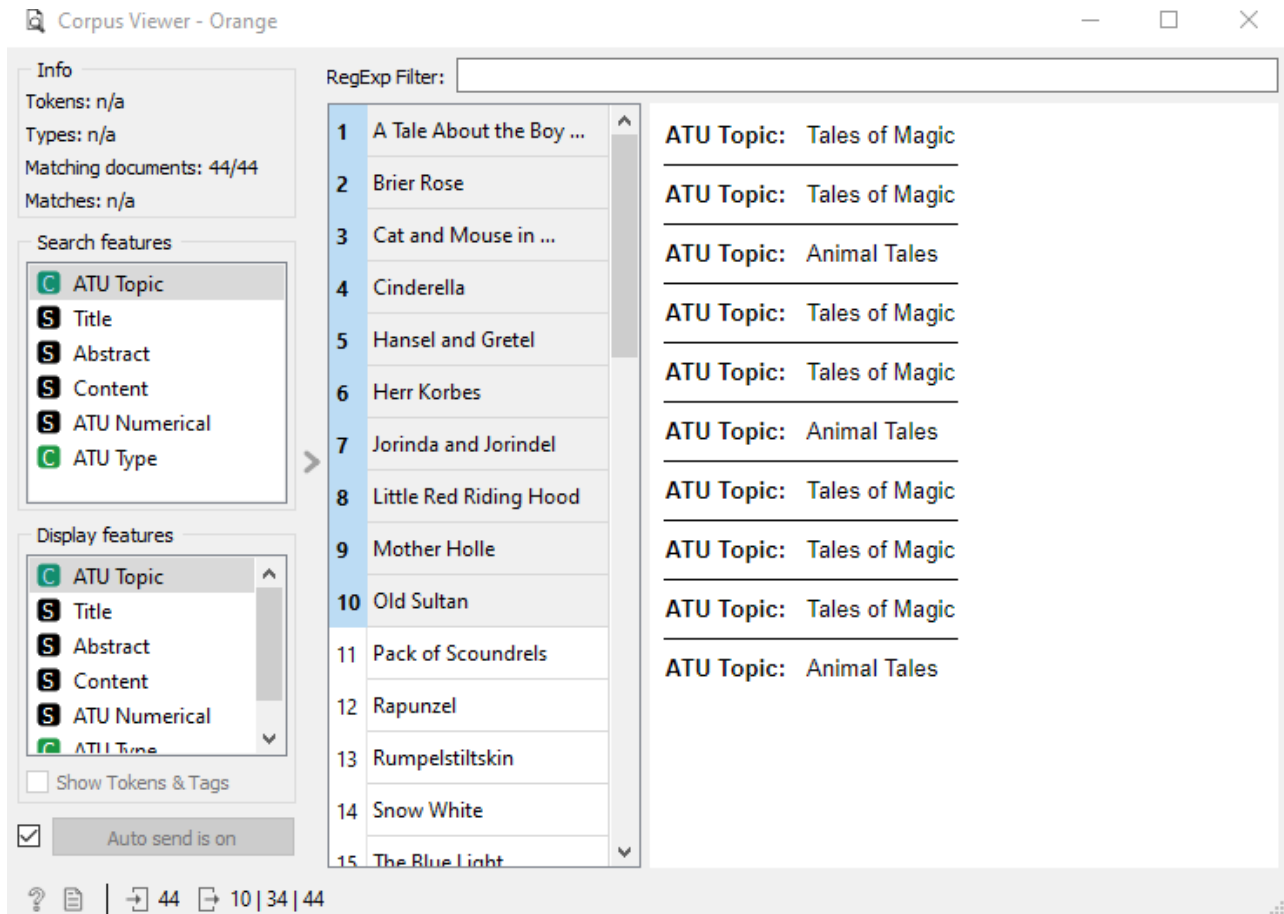 Corpus Viewer - Orange
Info
Tokens: n/a
Types: n/a
Matching documents: 44/44
Matches: n/a
Search features
C ATU Topic
S Title
S Abstract
S Content
S ATU Numerical
C ATU Type
Display features
C ATU Topic
S Title
S Abstract
S Content
S ATU Numerical
C ATU Type
Show Tokens & Tags
Auto send is on
RegExp Filter:
1 A Tale About the Boy ...
2 Brier Rose
3 Cat and Mouse in ...
4 Cinderella
5 Hansel and Gretel
6 Herr Korbes
7 Jorinda and Jorindel
8 Little Red Riding Hood
9 Mother Holle
10 Old Sultan
11 Pack of Scoundrels
12 Rapunzel
13 Rumpelstiltskin
14 Snow White
15 The Blue Light
ATU Topic: Tales of Magic
ATU Topic: Tales of Magic
ATU Topic: Animal Tales
ATU Topic: Tales of Magic
ATU Topic: Tales of Magic
ATU Topic: Animal Tales
ATU Topic: Tales of Magic
ATU Topic: Tales of Magic
ATU Topic: Tales of Magic
ATU Topic: Animal Tales
? 44 10 | 34 | 44